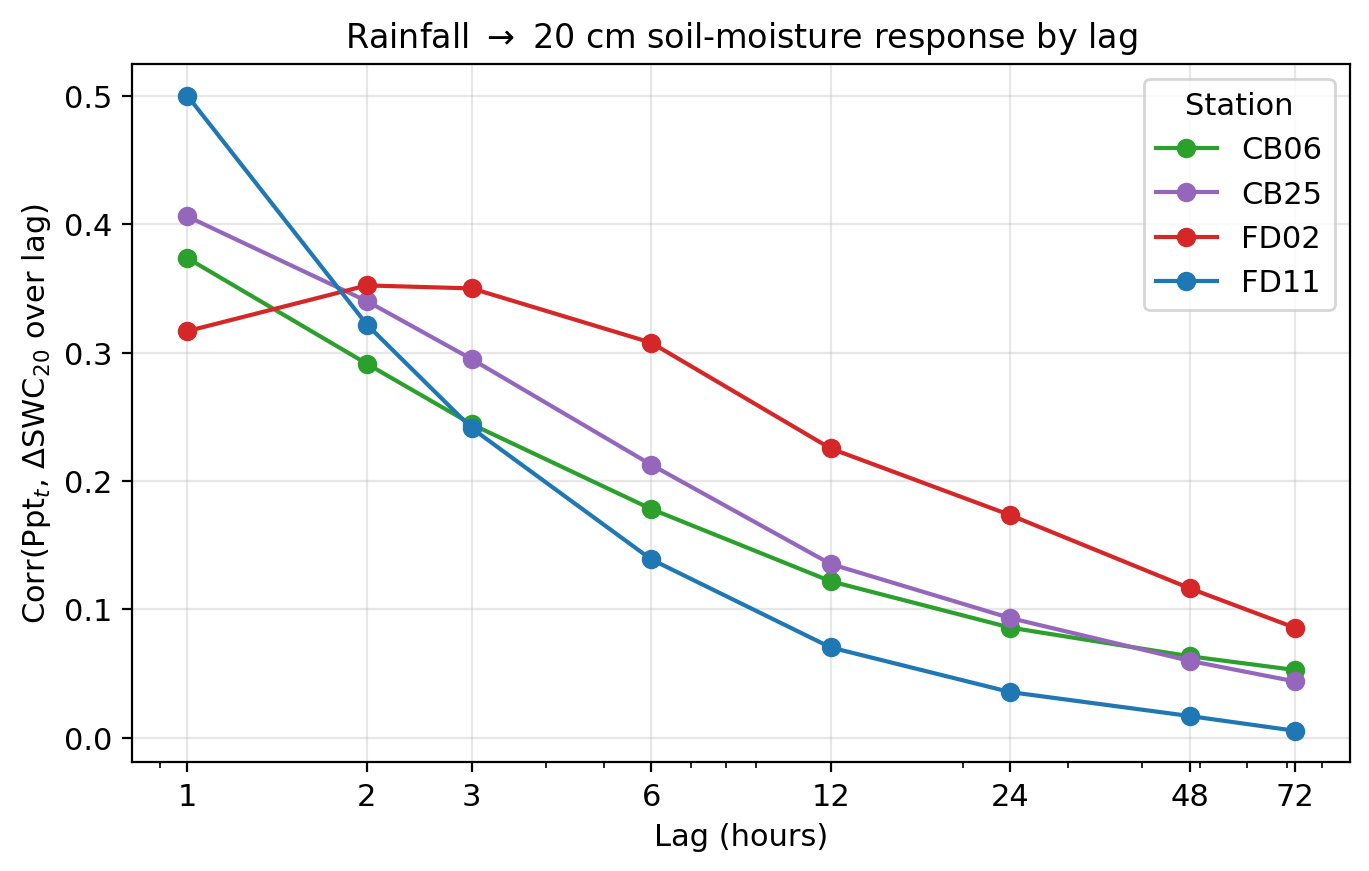 Rainfall → 20 cm soil-moisture response by lag
Corr(Ppt_t, ΔSWC_20 over lag)
0.5
0.4
0.3
0.2
0.1
0.0
Station
CB06
CB25
FD02
FD11
1 2 3 6 12 24 48 72
Lag (hours)